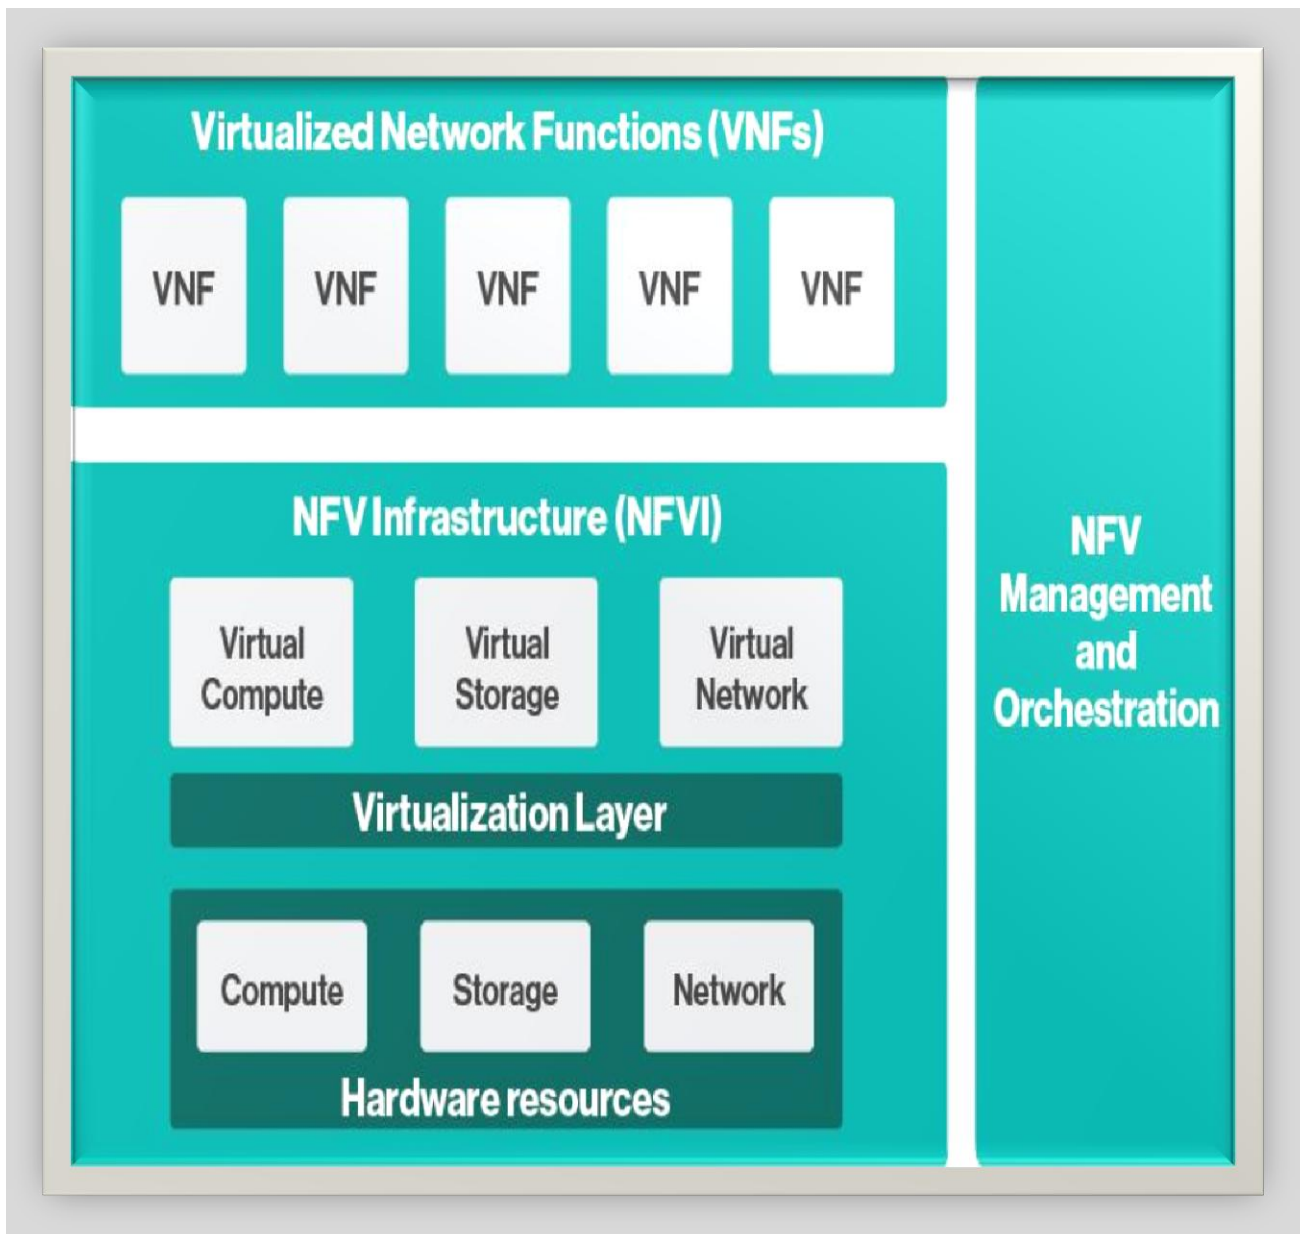 Virtualized Network Functions (VNFs)
VNF VNF VNF VNF VNF
NFV Infrastructure (NFVI)
Virtual
Compute
Virtual
Storage
Virtual
Network
Virtualization Layer
Compute Storage Network
Hardware resources
NFV
Management
and
Orchestration